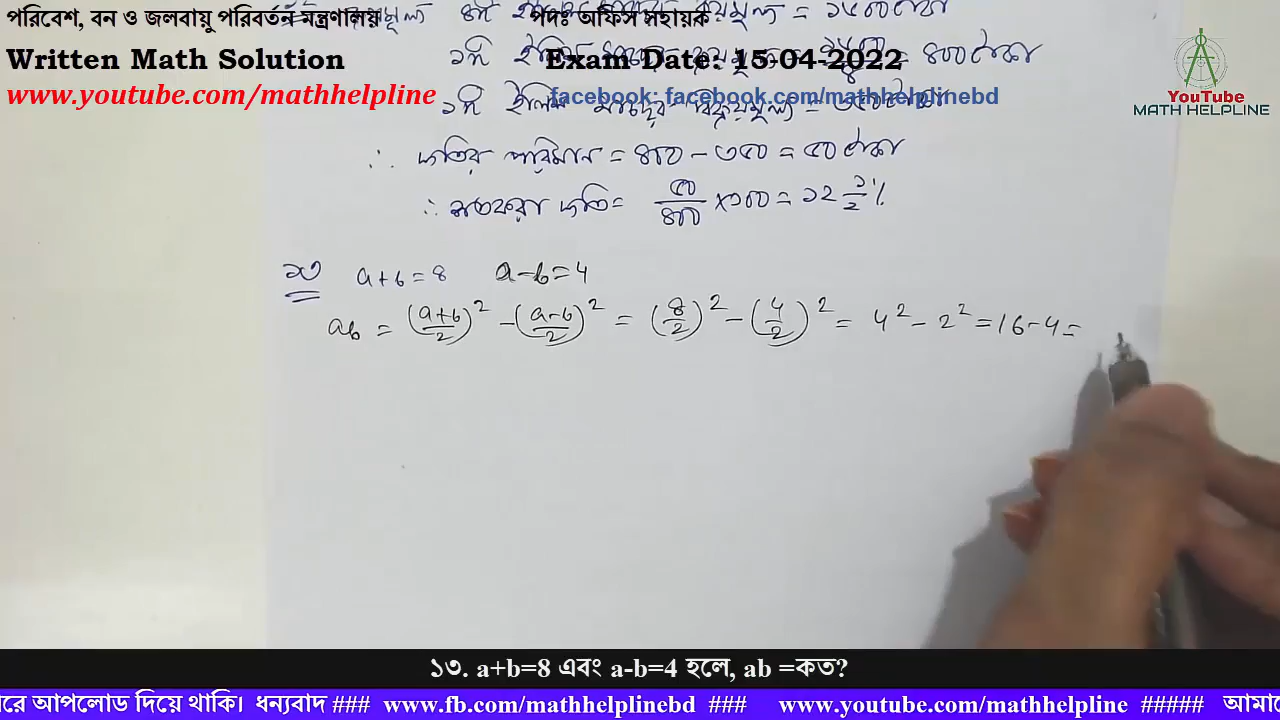 পরিবেশ, বন ও জলবায়ু পরিবর্তন মন্ত্রণালয় পদঃ অফিস সহায়ক
Written Math Solution Exam Date: 15-04-2022
www.youtube.com/mathhelpline facebook: facebook.com/mathhelplinebd
YouTube
MATH HELPLINE
= ৪০০ টাকা
∴ ক্ষতির পরিমান = ৪০০ - ৩৫০ = ৫০ টাকা
∴ শতকরা ক্ষতি = ৫০/৪০০ × ১০০ = ১২ ১/২ %
১৩ a+b=8 a-b=4
ab = (a+b/2)² - (a-b/2)² = (8/2)² - (4/2)² = 4² - 2² = 16-4=
১৩. a+b=8 এবং a-b=4 হলে, ab =কত?
রে আপলোড দিয়ে থাকি। ধন্যবাদ ### www.fb.com/mathhelplinebd ### www.youtube.com/mathhelpline ##### আমাদে